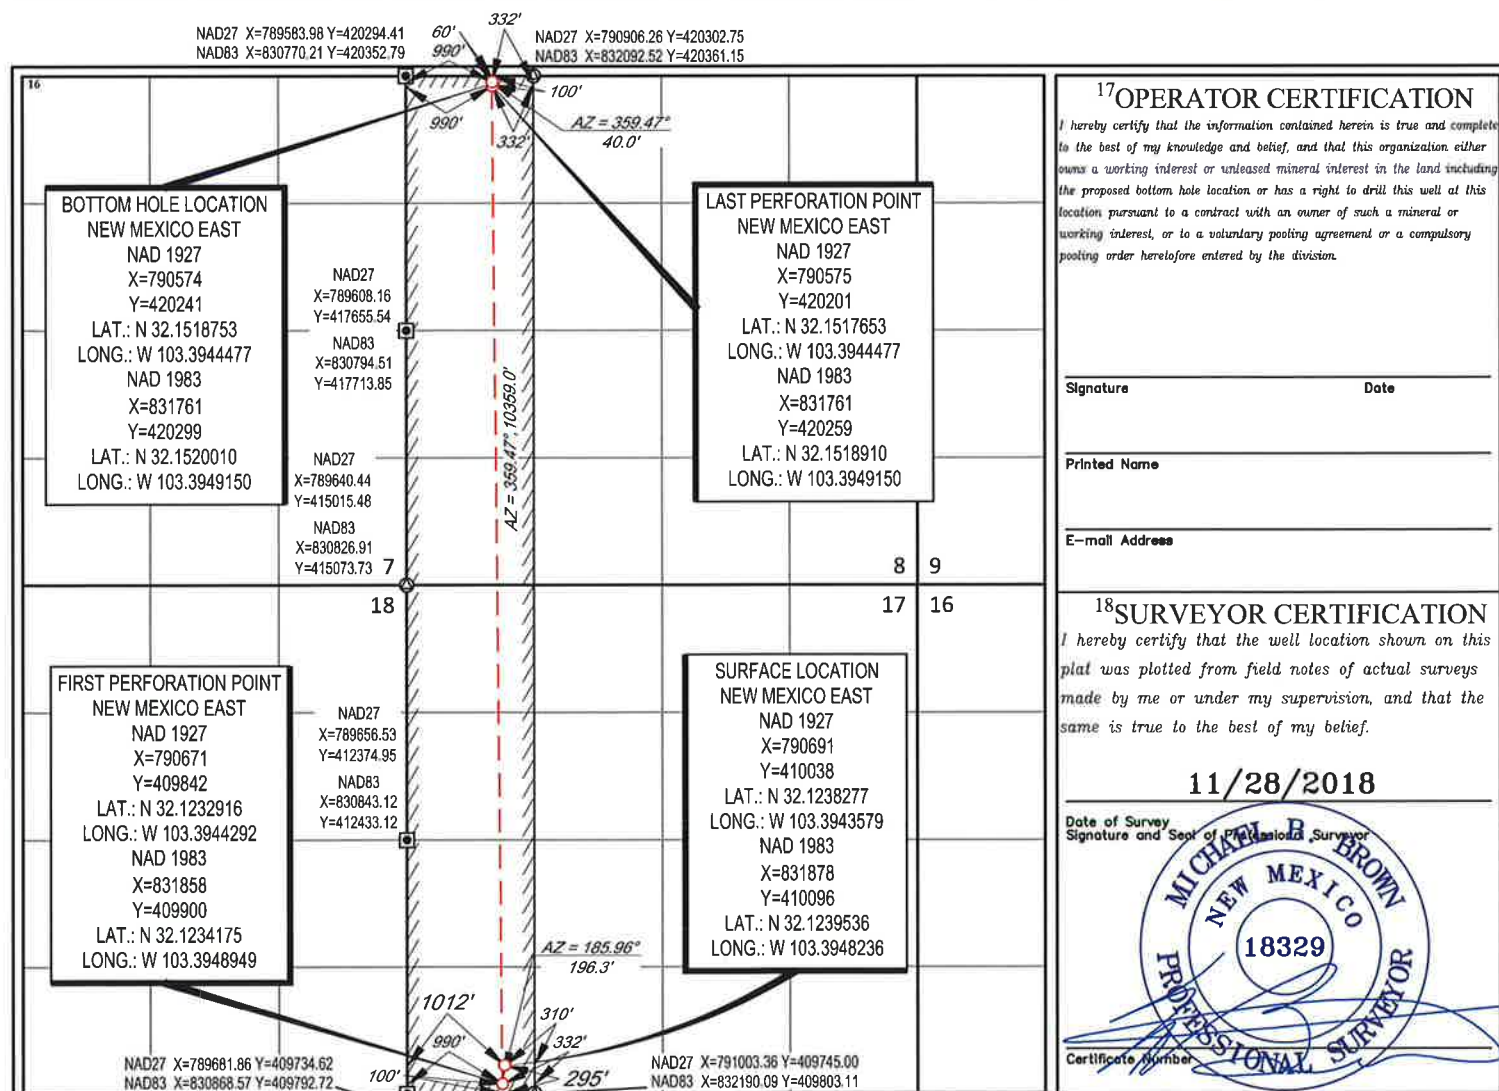 NAD27 X=789583.98 Y=420294.41
NAD83 X=830770.21 Y=420352.79
60'
990'
332'
NAD27 X=790906.26 Y=420302.75
NAD83 X=832092.52 Y=420361.15
16
100'
990'
332'
AZ = 359.47°
40.0'
BOTTOM HOLE LOCATION
NEW MEXICO EAST
NAD 1927
X=790574
Y=420241
LAT.: N 32.1518753
LONG.: W 103.3944477
NAD 1983
X=831761
Y=420299
LAT.: N 32.1520010
LONG.: W 103.3949150
NAD27
X=789608.16
Y=417655.54
NAD83
X=830794.51
Y=417713.85
LAST PERFORATION POINT
NEW MEXICO EAST
NAD 1927
X=790575
Y=420201
LAT.: N 32.1517653
LONG.: W 103.3944477
NAD 1983
X=831761
Y=420259
LAT.: N 32.1518910
LONG.: W 103.3949150
AZ = 359.47°, 10359.0'
NAD27
X=789640.44
Y=415015.48
NAD83
X=830826.91
Y=415073.73
7
8
9
18
17
16
FIRST PERFORATION POINT
NEW MEXICO EAST
NAD 1927
X=790671
Y=409842
LAT.: N 32.1232916
LONG.: W 103.3944292
NAD 1983
X=831858
Y=409900
LAT.: N 32.1234175
LONG.: W 103.3948949
NAD27
X=789656.53
Y=412374.95
NAD83
X=830843.12
Y=412433.12
SURFACE LOCATION
NEW MEXICO EAST
NAD 1927
X=790691
Y=410038
LAT.: N 32.1238277
LONG.: W 103.3943579
NAD 1983
X=831878
Y=410096
LAT.: N 32.1239536
LONG.: W 103.3948236
AZ = 185.96°
196.3'
1012'
310'
990'
332'
100'
295'
NAD27 X=789681.86 Y=409734.62
NAD83 X=830868.57 Y=409792.72
NAD27 X=791003.36 Y=409745.00
NAD83 X=832190.09 Y=409803.11
17 OPERATOR CERTIFICATION
I hereby certify that the information contained herein is true and complete
to the best of my knowledge and belief, and that this organization either
owns a working interest or unleased mineral interest in the land including
the proposed bottom hole location or has a right to drill this well at this
location pursuant to a contract with an owner of such a mineral or
working interest, or to a voluntary pooling agreement or a compulsory
pooling order heretofore entered by the division.
Signature Date
Printed Name
E-mail Address
18 SURVEYOR CERTIFICATION
I hereby certify that the well location shown on this
plat was plotted from field notes of actual surveys
made by me or under my supervision, and that the
same is true to the best of my belief.
11/28/2018
Date of Survey
Signature and Seal of Professional Surveyor
MICHAEL B. BROWN
NEW MEXICO
18329
PROFESSIONAL SURVEYOR
Certificate Number